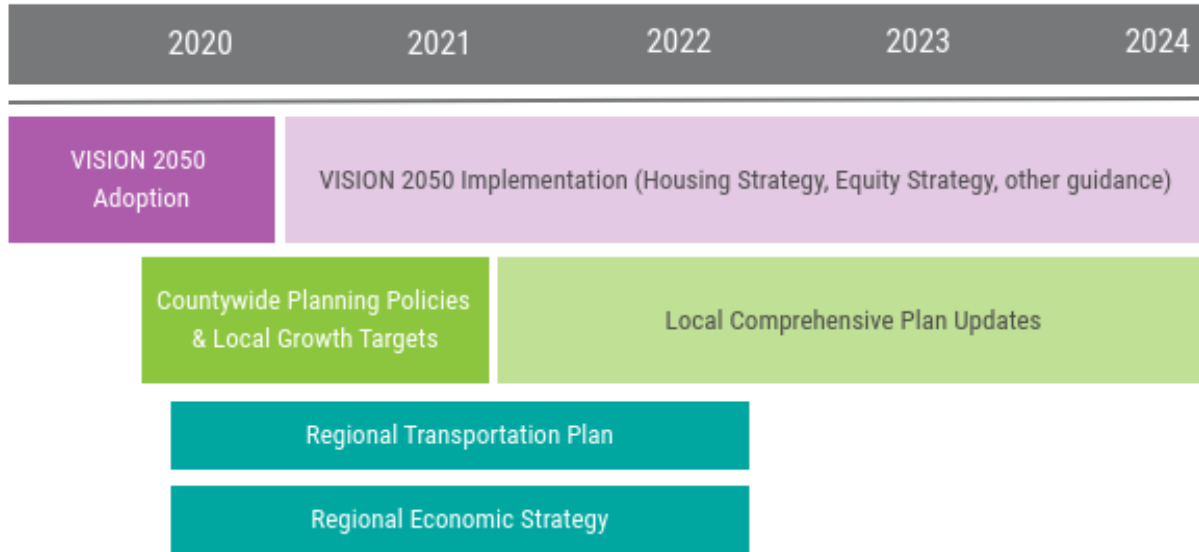 2020 2021 2022 2023 2024
VISION 2050
Adoption
VISION 2050 Implementation (Housing Strategy, Equity Strategy, other guidance)
Countywide Planning Policies
& Local Growth Targets
Local Comprehensive Plan Updates
Regional Transportation Plan
Regional Economic Strategy